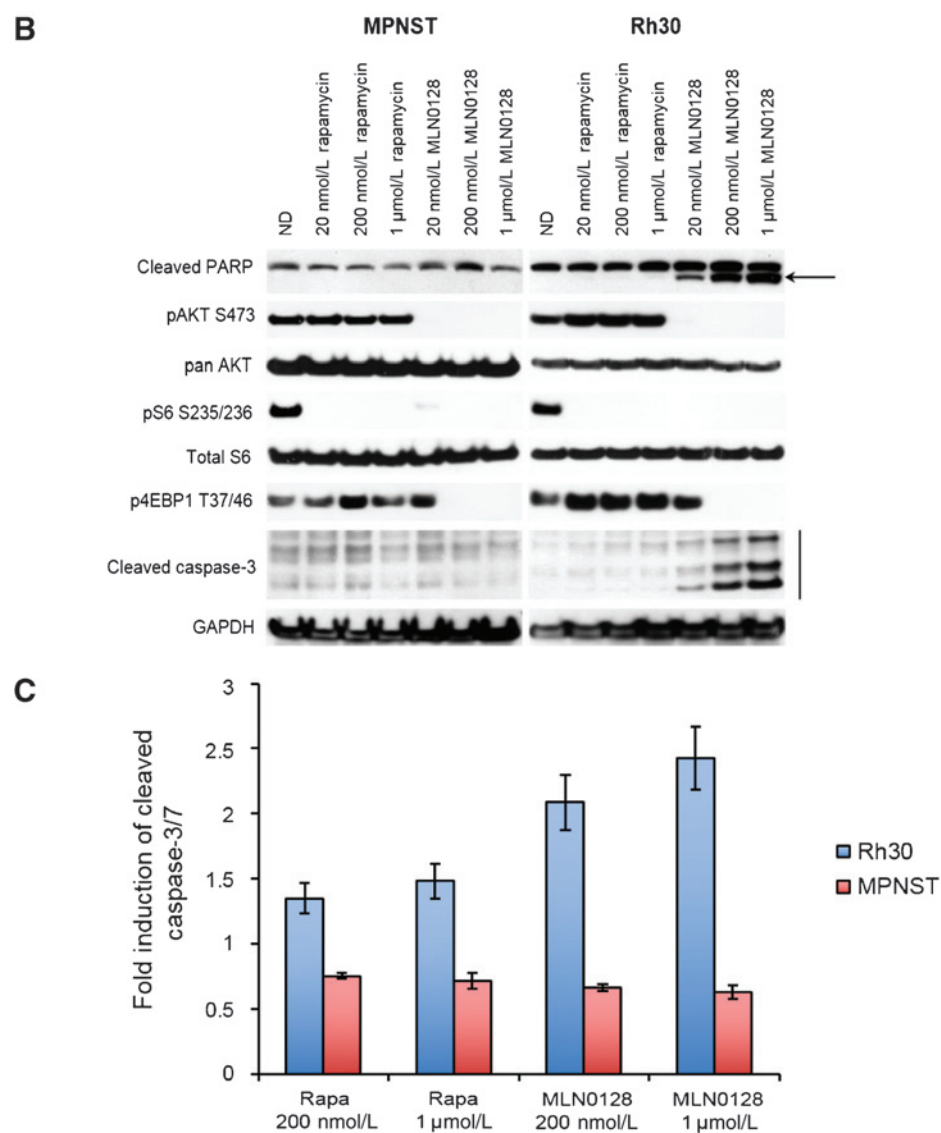 B
MPNST Rh30
ND
20 nmol/L rapamycin
200 nmol/L rapamycin
1 µmol/L rapamycin
20 nmol/L MLN0128
200 nmol/L MLN0128
1 µmol/L MLN0128
ND
20 nmol/L rapamycin
200 nmol/L rapamycin
1 µmol/L rapamycin
20 nmol/L MLN0128
200 nmol/L MLN0128
1 µmol/L MLN0128
Cleaved PARP
pAKT S473
pan AKT
pS6 S235/236
Total S6
p4EBP1 T37/46
Cleaved caspase-3
GAPDH
C
Fold induction of cleaved
caspase-3/7
3
2.5
2
1.5
1
0.5
0
Rh30
MPNST
Rapa Rapa MLN0128 MLN0128
200 nmol/L 1 µmol/L 200 nmol/L 1 µmol/L